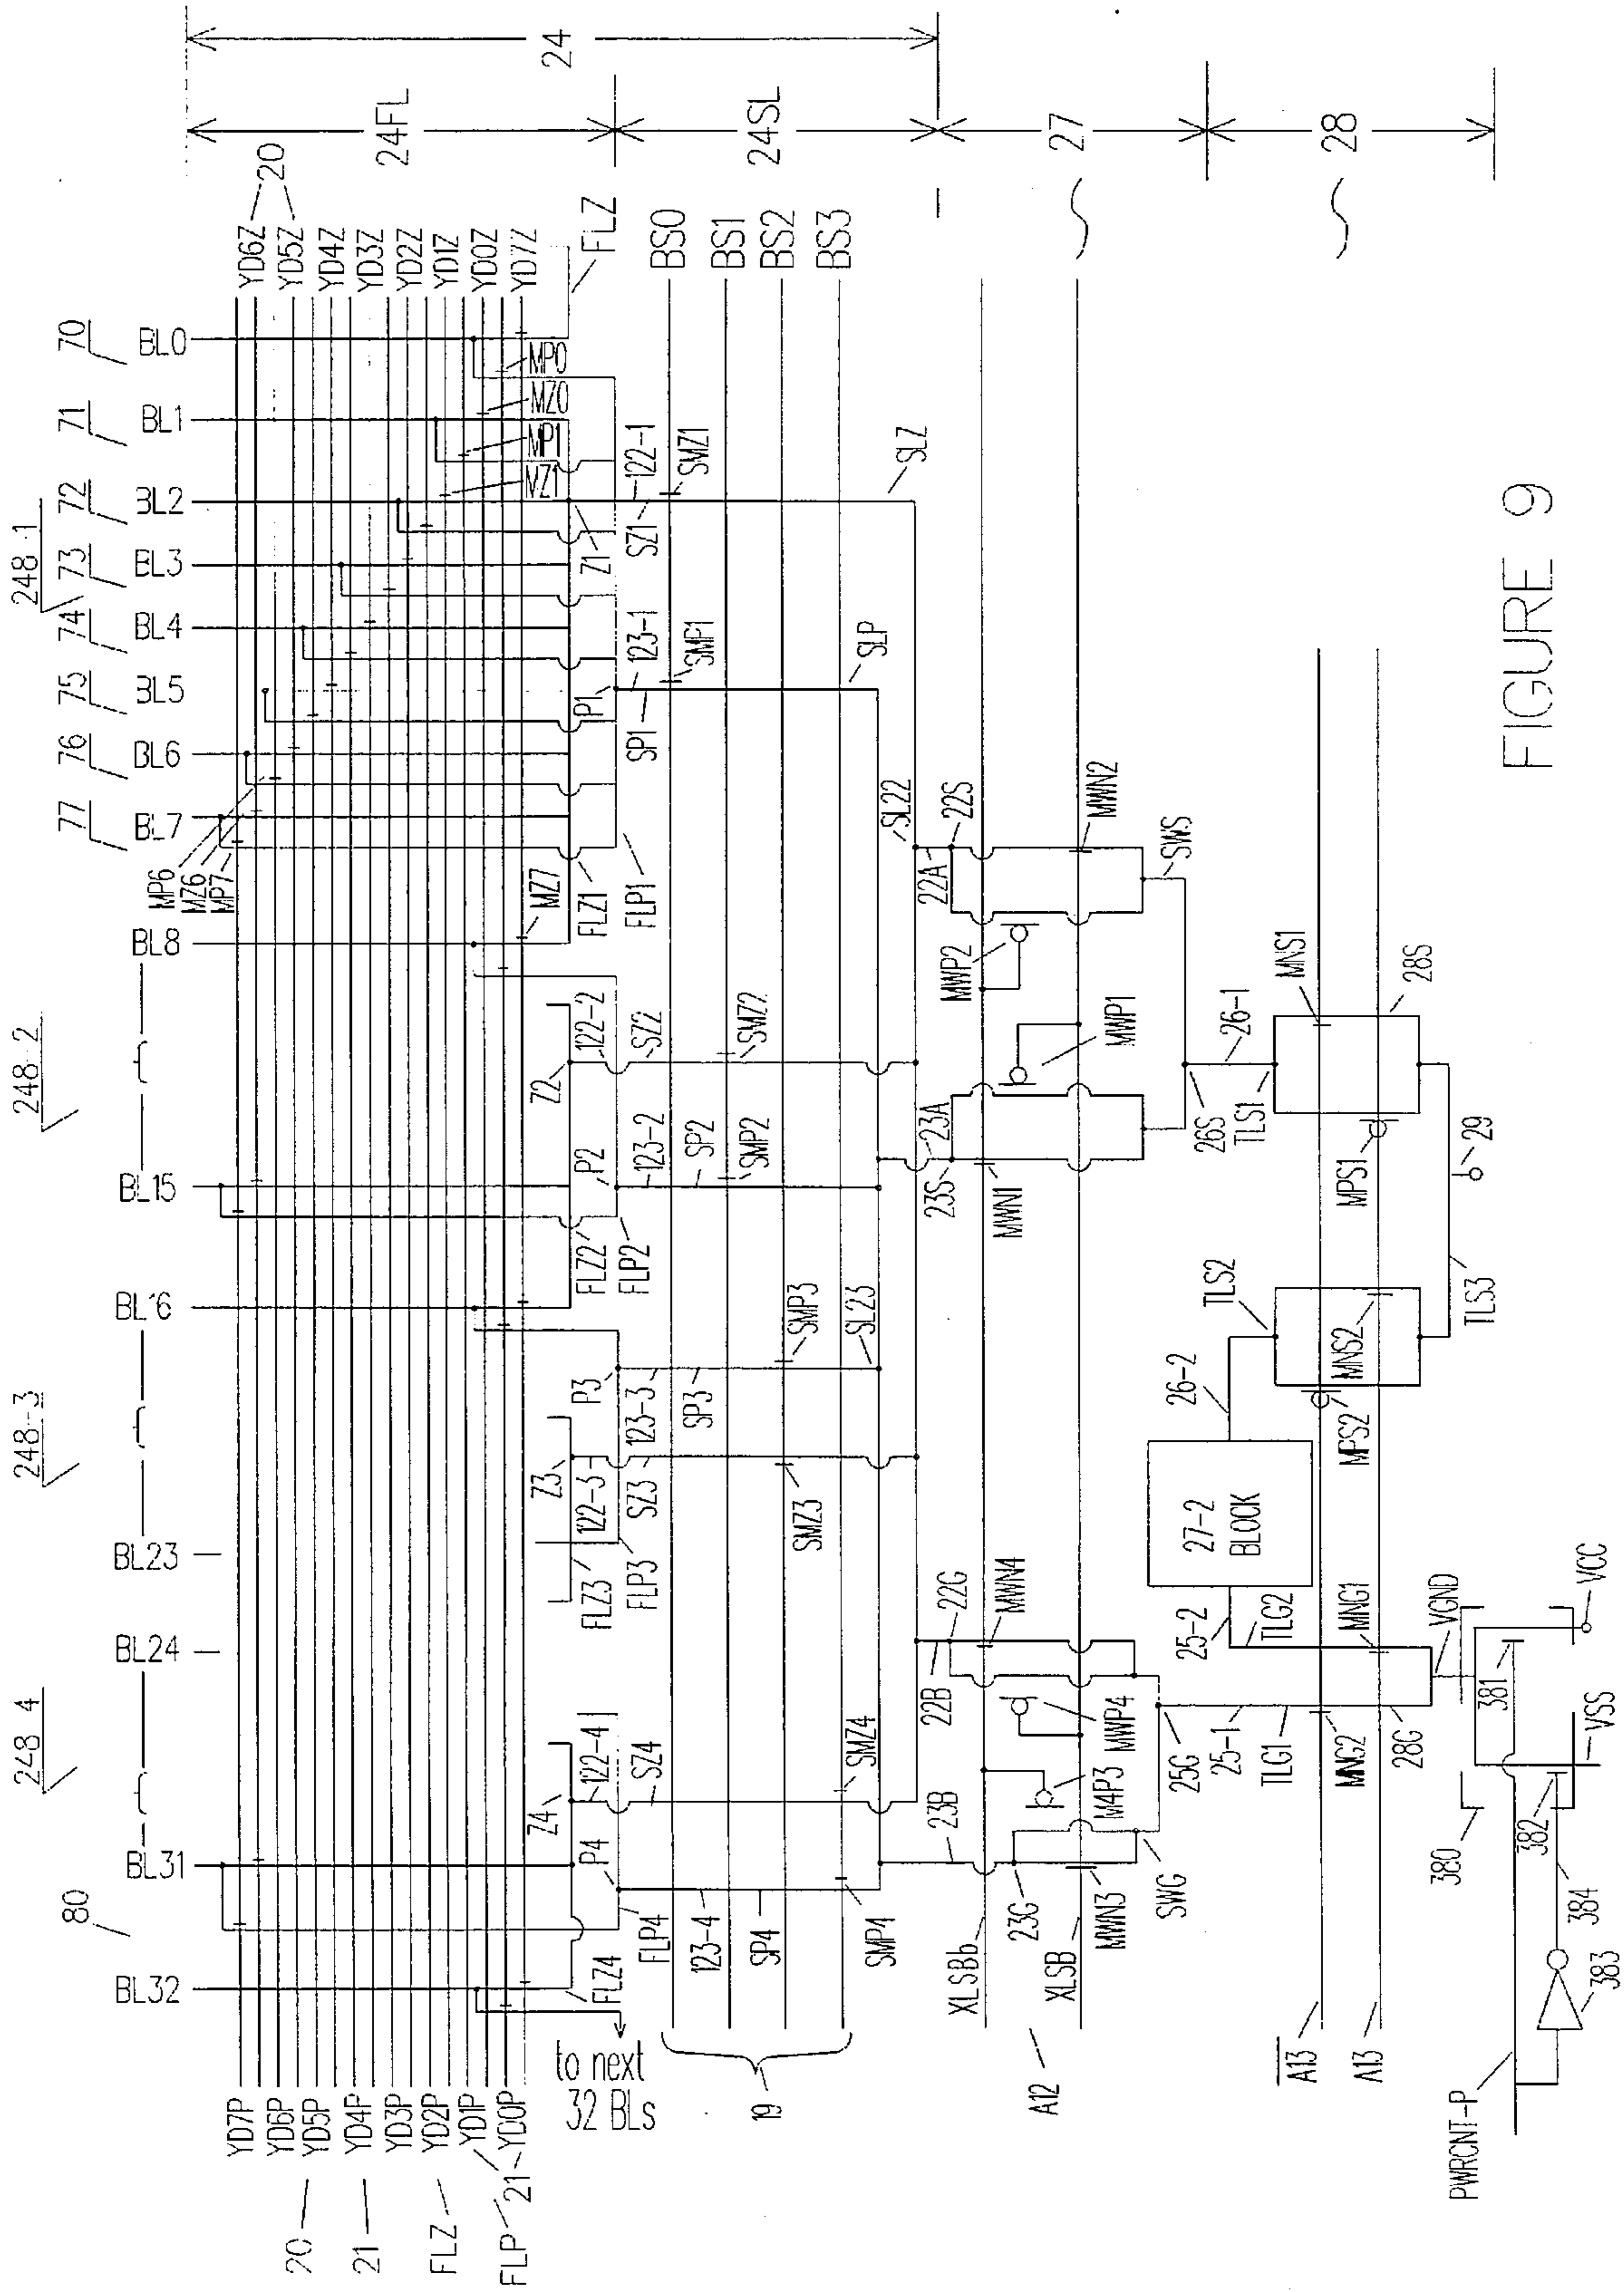 248-4
248-3
248-2
248-1
80
77
76
75
74
73
72
71
70
BL32
BL31
BL24
BL23
BL16
BL15
BL8
BL7
BL6
BL5
BL4
BL3
BL2
BL1
BL0
MP6
MZ6
MP7
YD7P
YD6P
YD5P
YD4P
YD3P
YD2P
YD1P
YD0P
20
21
FLZ
FLP
21
YD6Z
YD5Z
YD4Z
YD3Z
YD2Z
YD1Z
YD0Z
YD7Z
20
24FL
24
24SL
27
28
MP0
MZ0
MP1
MZ1
MZ7
FLZ
to next
32 BLs
FLZ4
FLP4
P4
Z4
122-4
SZ4
123-4
SP4
SMP4
SMZ4
FLZ3
FLP3
Z3
122-3
SZ3
P3
123-3
SP3
SMZ3
SMP3
SL23
FLZ2
FLP2
P2
123-2
SP2
SMP2
Z2
122-2
SZ2
SMZ2
FLZ1
FLP1
P1
123-1
SP1
SMP1
SLP
Z1
122-1
SZ1
SMZ1
SLZ
BS0
BS1
BS2
BS3
19
XLSBb
XLSB
A12
23B
23G
MWN3
SWG
M4P3
MWP4
22B
22G
MWN4
25G
23S
23A
MWN1
MWP1
MWP2
SL22
22A
22S
MWN2
SWS
26S
TLS1
26-1
25-1
TLG1
25-2
TLG2
27-2
BLOCK
26-2
TLS2
A13
A13
MNG2
MNG1
28G
VGND
MPS2
MNS2
MPS1
MNS1
28S
29
TLS3
PWRCNT-P
383
384
380
382
381
VSS
VCC
FIGURE 9